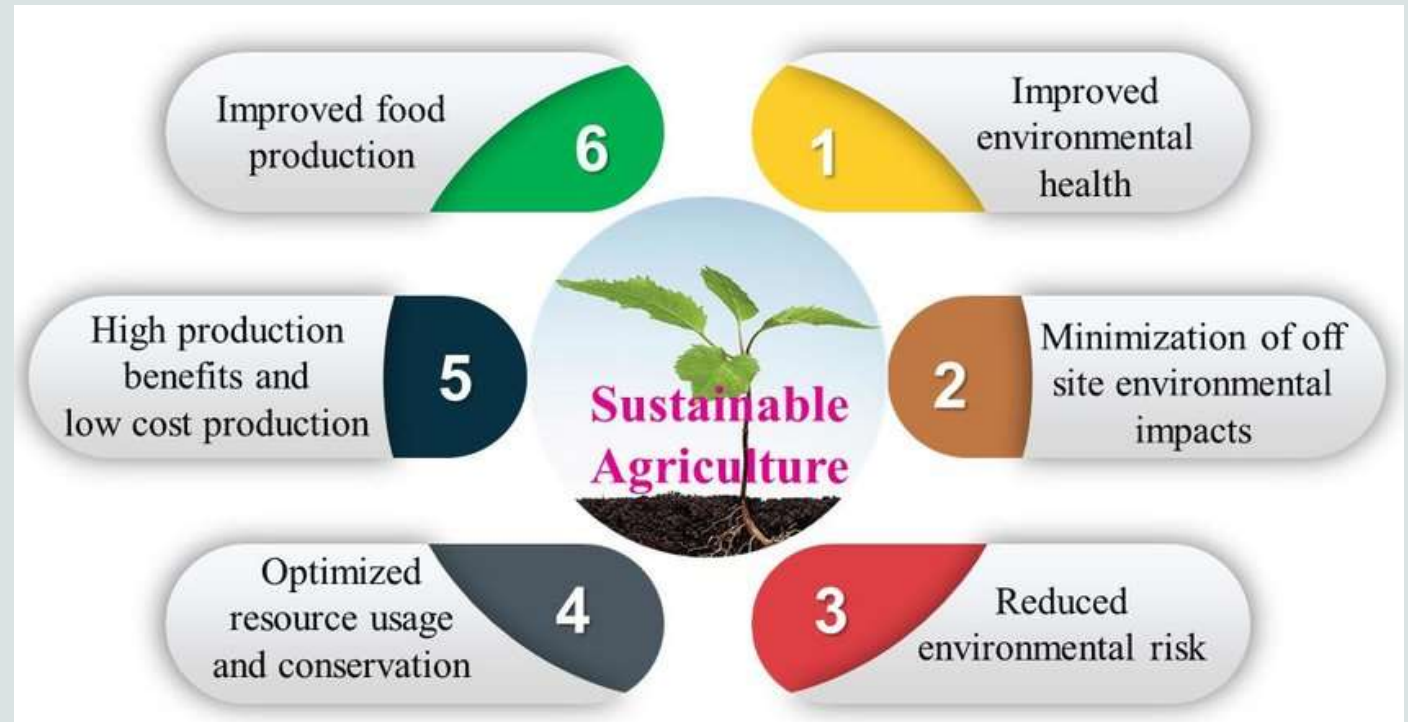 Sustainable
Agriculture
1
Improved
environmental
health
2
Minimization of off
site environmental
impacts
3
Reduced
environmental risk
4
Optimized
resource usage
and conservation
5
High production
benefits and
low cost production
6
Improved food
production